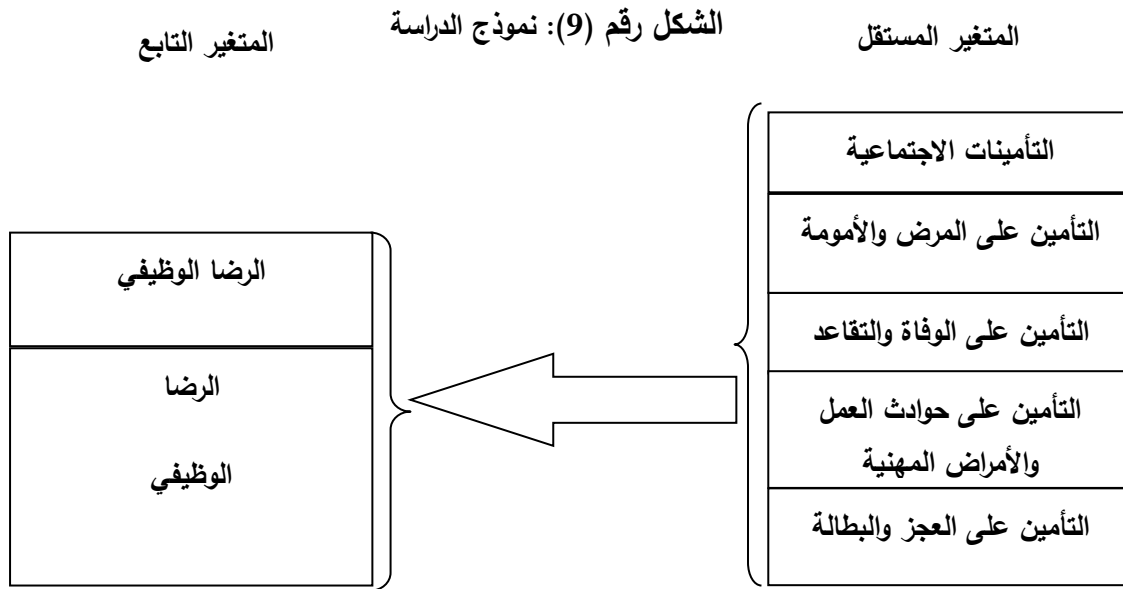 الشكل رقم (9): نموذج الدراسة
المتغير المستقل
المتغير التابع
التأمينات الاجتماعية
التأمين على المرض والأمومة
التأمين على الوفاة والتقاعد
التأمين على حوادث العمل
والأمراض المهنية
التأمين على العجز والبطالة
الرضا الوظيفي
الرضا
الوظيفي